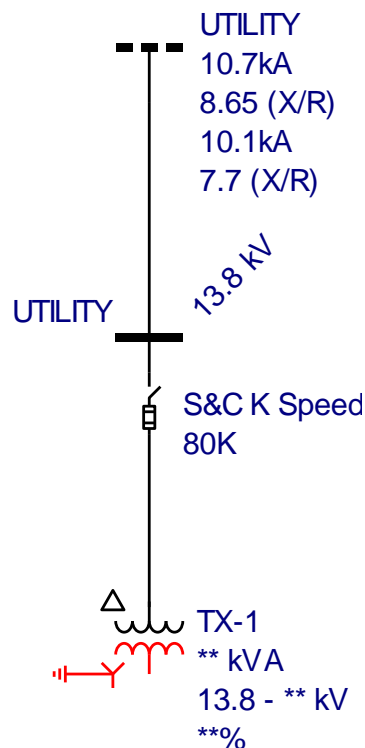 UTILITY
10.7kA
8.65 (X/R)
10.1kA
7.7 (X/R)
13.8 kV
UTILITY
S&C K Speed
80K
TX-1
** kVA
13.8 - ** kV
**%